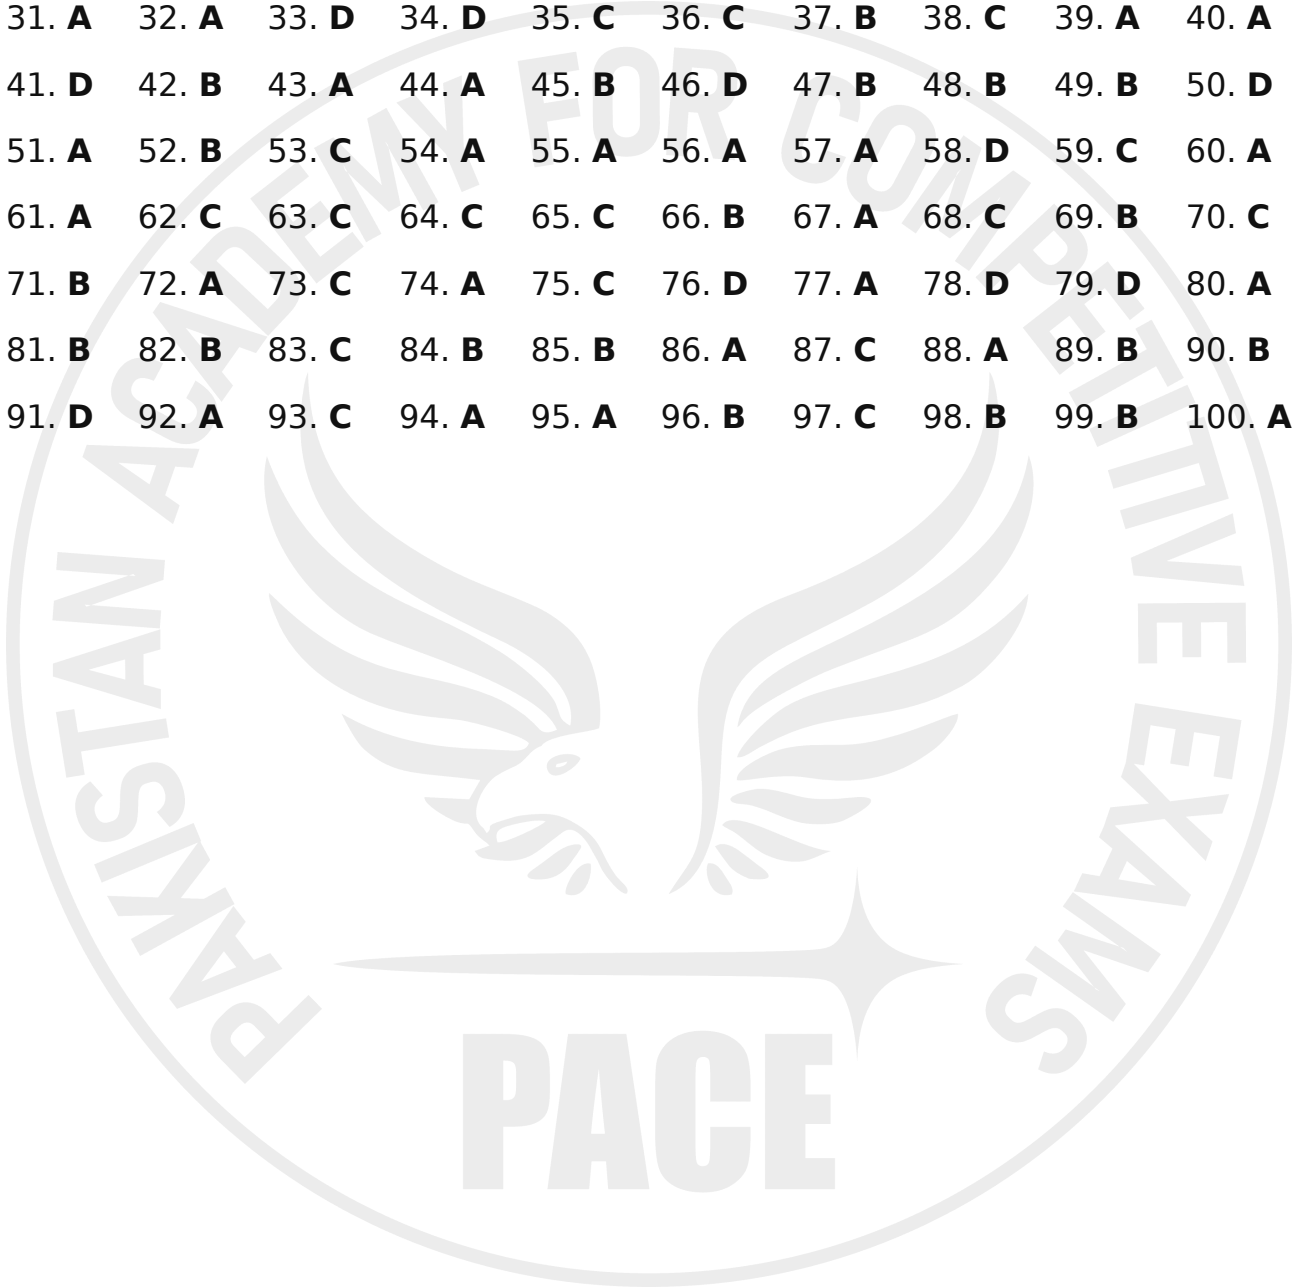 31. A 32. A 33. D 34. D 35. C 36. C 37. B 38. C 39. A 40. A
41. D 42. B 43. A 44. A 45. B 46. D 47. B 48. B 49. B 50. D
51. A 52. B 53. C 54. A 55. A 56. A 57. A 58. D 59. C 60. A
61. A 62. C 63. C 64. C 65. C 66. B 67. A 68. C 69. B 70. C
71. B 72. A 73. C 74. A 75. C 76. D 77. A 78. D 79. D 80. A
81. B 82. B 83. C 84. B 85. B 86. A 87. C 88. A 89. B 90. B
91. D 92. A 93. C 94. A 95. A 96. B 97. C 98. B 99. B 100. A
PAKISTAN ACADEMY FOR COMPETITIVE EXAMS
PACE